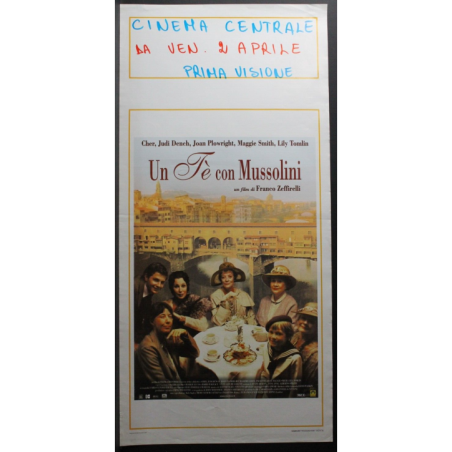 CINEMA CENTRALE
DA VEN. 2 APRILE
PRIMA VISIONE
Cher, Judi Dench, Joan Plowright, Maggie Smith, Lily Tomlin
Un Tè con Mussolini
un film di Franco Zeffirelli